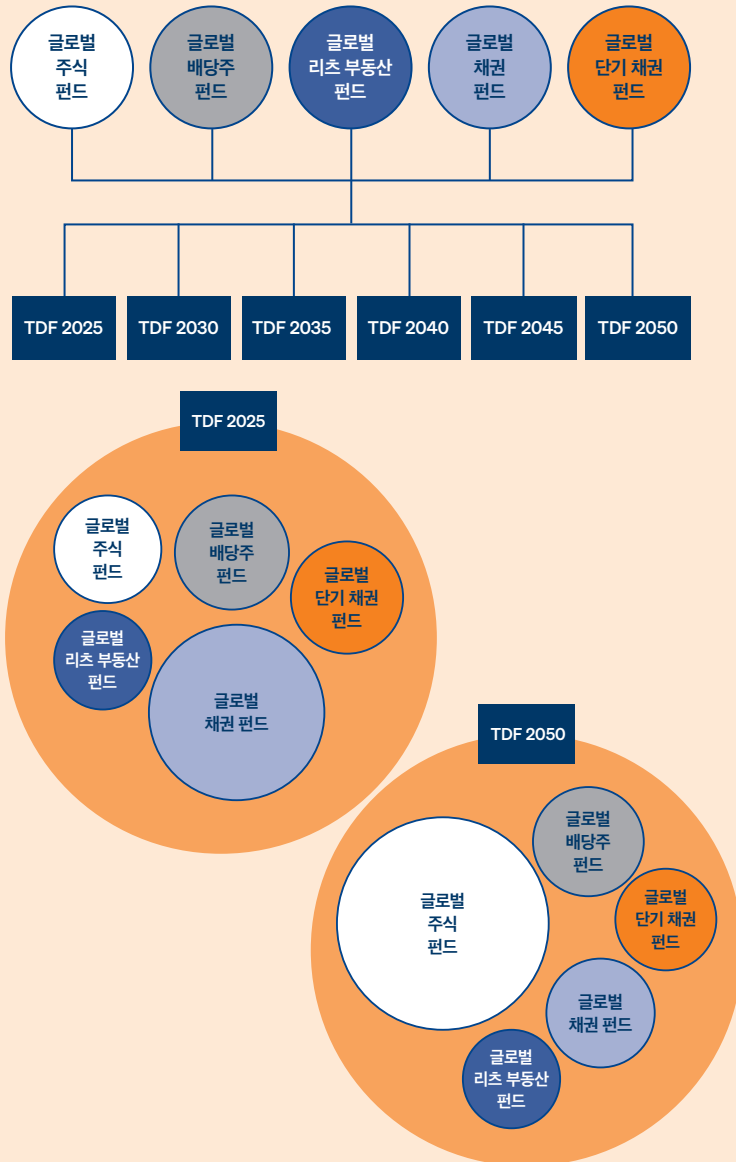 글로벌
주식
펀드
글로벌
배당주
펀드
글로벌
리츠 부동산
펀드
글로벌
채권
펀드
글로벌
단기 채권
펀드
TDF 2025
TDF 2030
TDF 2035
TDF 2040
TDF 2045
TDF 2050
TDF 2025
글로벌
주식
펀드
글로벌
배당주
펀드
글로벌
단기 채권
펀드
글로벌
리츠 부동산
펀드
글로벌
채권 펀드
TDF 2050
글로벌
주식
펀드
글로벌
배당주
펀드
글로벌
단기 채권
펀드
글로벌
채권 펀드
글로벌
리츠 부동산
펀드